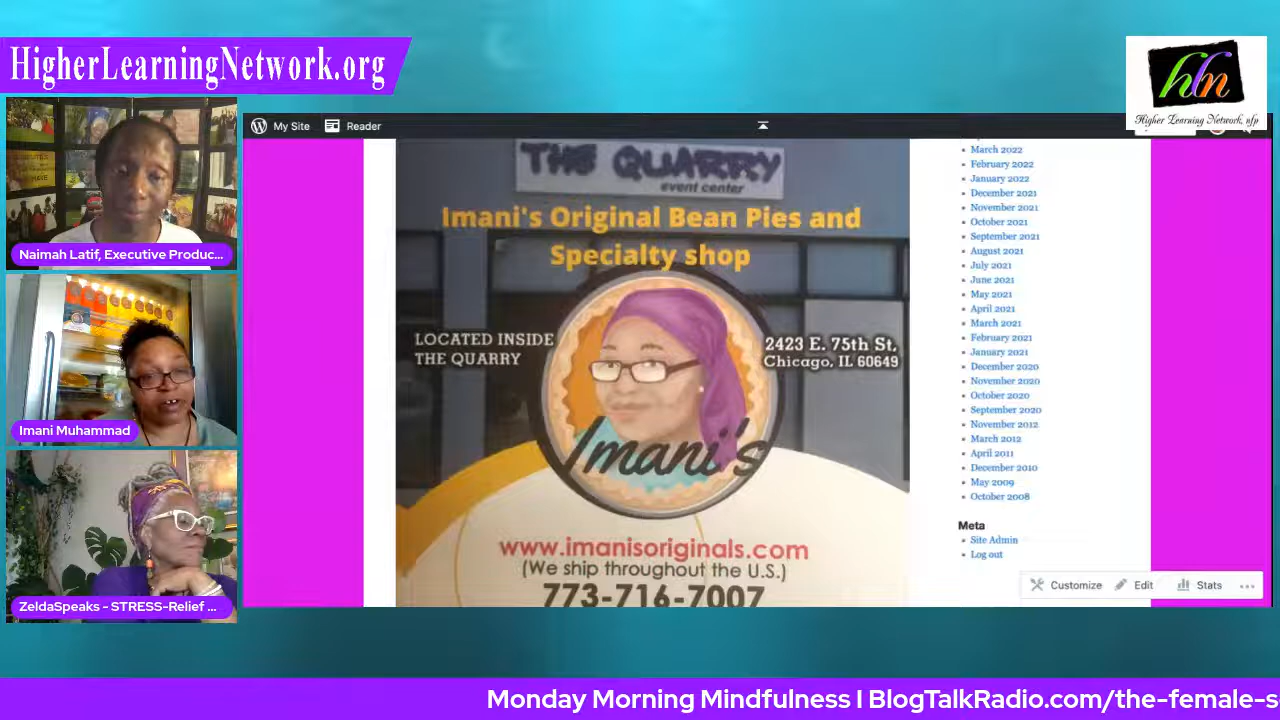 HigherLearningNetwork.org
hln
Higher Learning Network, nfp
Naimah Latif, Executive Produc...
Imani Muhammad
ZeldaSpeaks - STRESS-Relief ...
My Site
Reader
THE QUARRY
event center
Imani's Original Bean Pies and
Specialty shop
LOCATED INSIDE
THE QUARRY
2423 E. 75th St,
Chicago, IL 60649
Imani's
www.imanisoriginals.com
(We ship throughout the U.S.)
773-716-7007
March 2022
February 2022
January 2022
December 2021
November 2021
October 2021
September 2021
August 2021
July 2021
June 2021
May 2021
April 2021
March 2021
February 2021
January 2021
December 2020
November 2020
October 2020
September 2020
November 2012
March 2012
April 2011
December 2010
May 2009
October 2008
Meta
Site Admin
Log out
Customize
Edit
Stats
Monday Morning Mindfulness I BlogTalkRadio.com/the-female-s